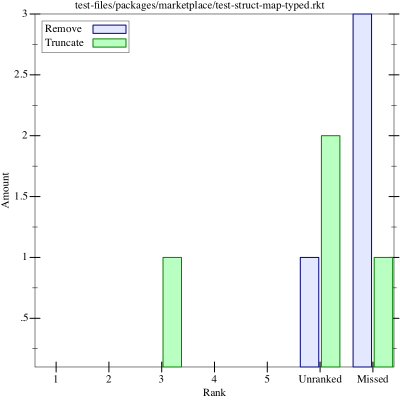 test-files/packages/marketplace/test-struct-map-typed.rkt
Remove
Truncate
3
2.5
2
1.5
1
.5
Amount
1 2 3 4 5 Unranked Missed
Rank